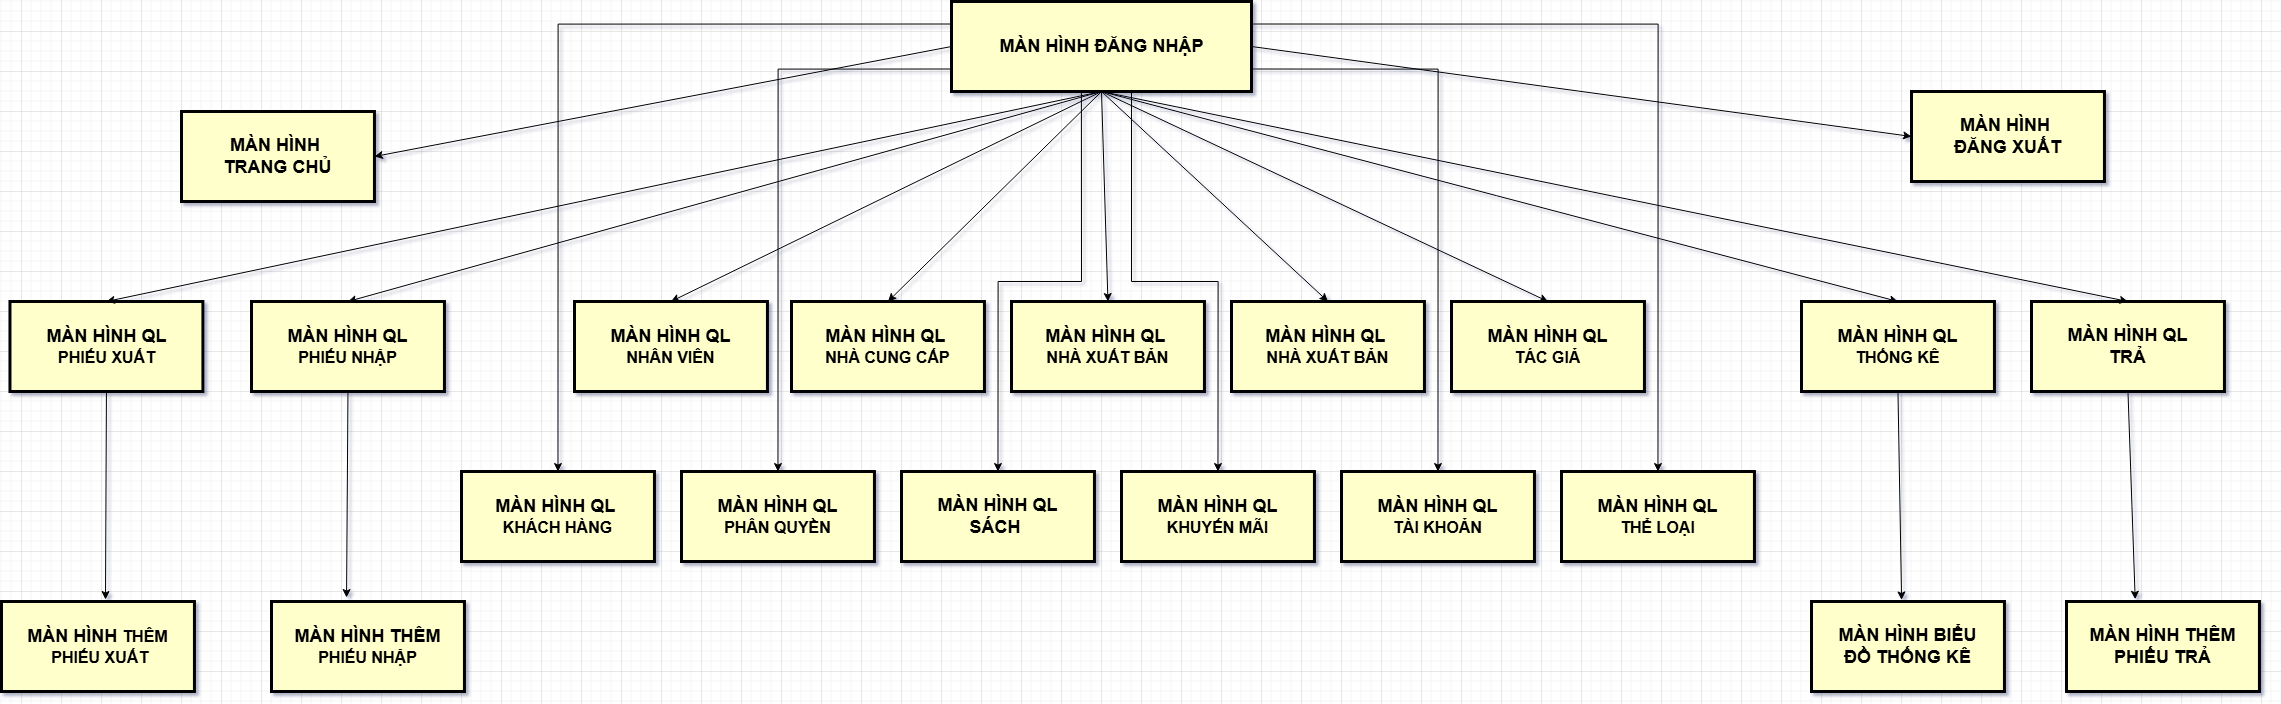 MÀN HÌNH ĐĂNG NHẬP
MÀN HÌNH
TRANG CHỦ
MÀN HÌNH
ĐĂNG XUẤT
MÀN HÌNH QL
PHIẾU XUẤT
MÀN HÌNH QL
PHIẾU NHẬP
MÀN HÌNH QL
NHÂN VIÊN
MÀN HÌNH QL
NHÀ CUNG CẤP
MÀN HÌNH QL
NHÀ XUẤT BẢN
MÀN HÌNH QL
NHÀ XUẤT BẢN
MÀN HÌNH QL
TÁC GIẢ
MÀN HÌNH QL
THỐNG KÊ
MÀN HÌNH QL
TRẢ
MÀN HÌNH QL
KHÁCH HÀNG
MÀN HÌNH QL
PHÂN QUYỀN
MÀN HÌNH QL
SÁCH
MÀN HÌNH QL
KHUYẾN MÃI
MÀN HÌNH QL
TÀI KHOẢN
MÀN HÌNH QL
THỂ LOẠI
MÀN HÌNH THÊM
PHIẾU XUẤT
MÀN HÌNH THÊM
PHIẾU NHẬP
MÀN HÌNH BIỂU
ĐỒ THỐNG KÊ
MÀN HÌNH THÊM
PHIẾU TRẢ